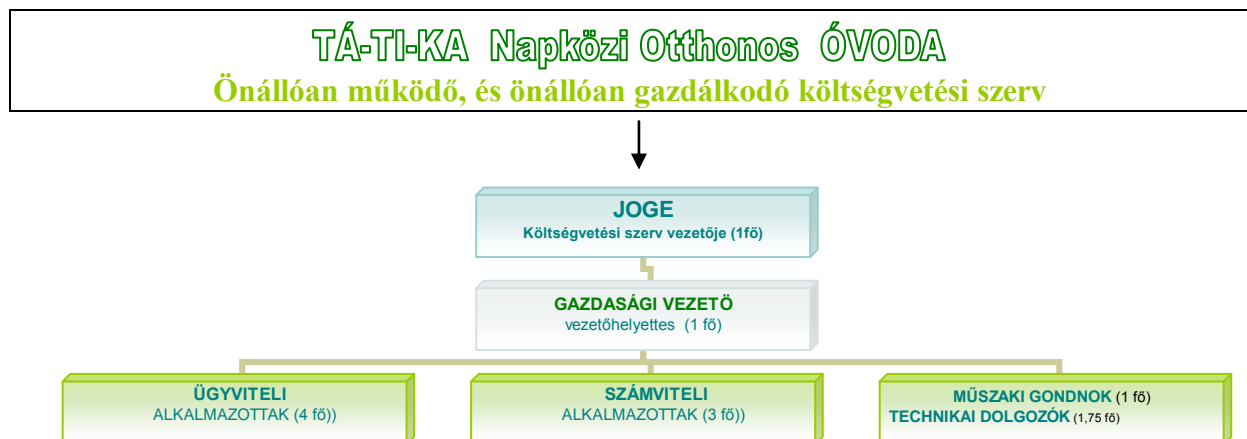 TÁ-TI-KA Napközi Otthonos ÓVODA
Önállóan működő, és önállóan gazdálkodó költségvetési szerv
JOGE
Költségvetési szerv vezetője (1fő)
GAZDASÁGI VEZETÖ
vezetőhelyettes (1 fő)
ÜGYVITELI
ALKALMAZOTTAK (4 fő))
SZÁMVITELI
ALKALMAZOTTAK (3 fő))
MŰSZAKI GONDNOK (1 fő)
TECHNIKAI DOLGOZÓK (1,75 fő)